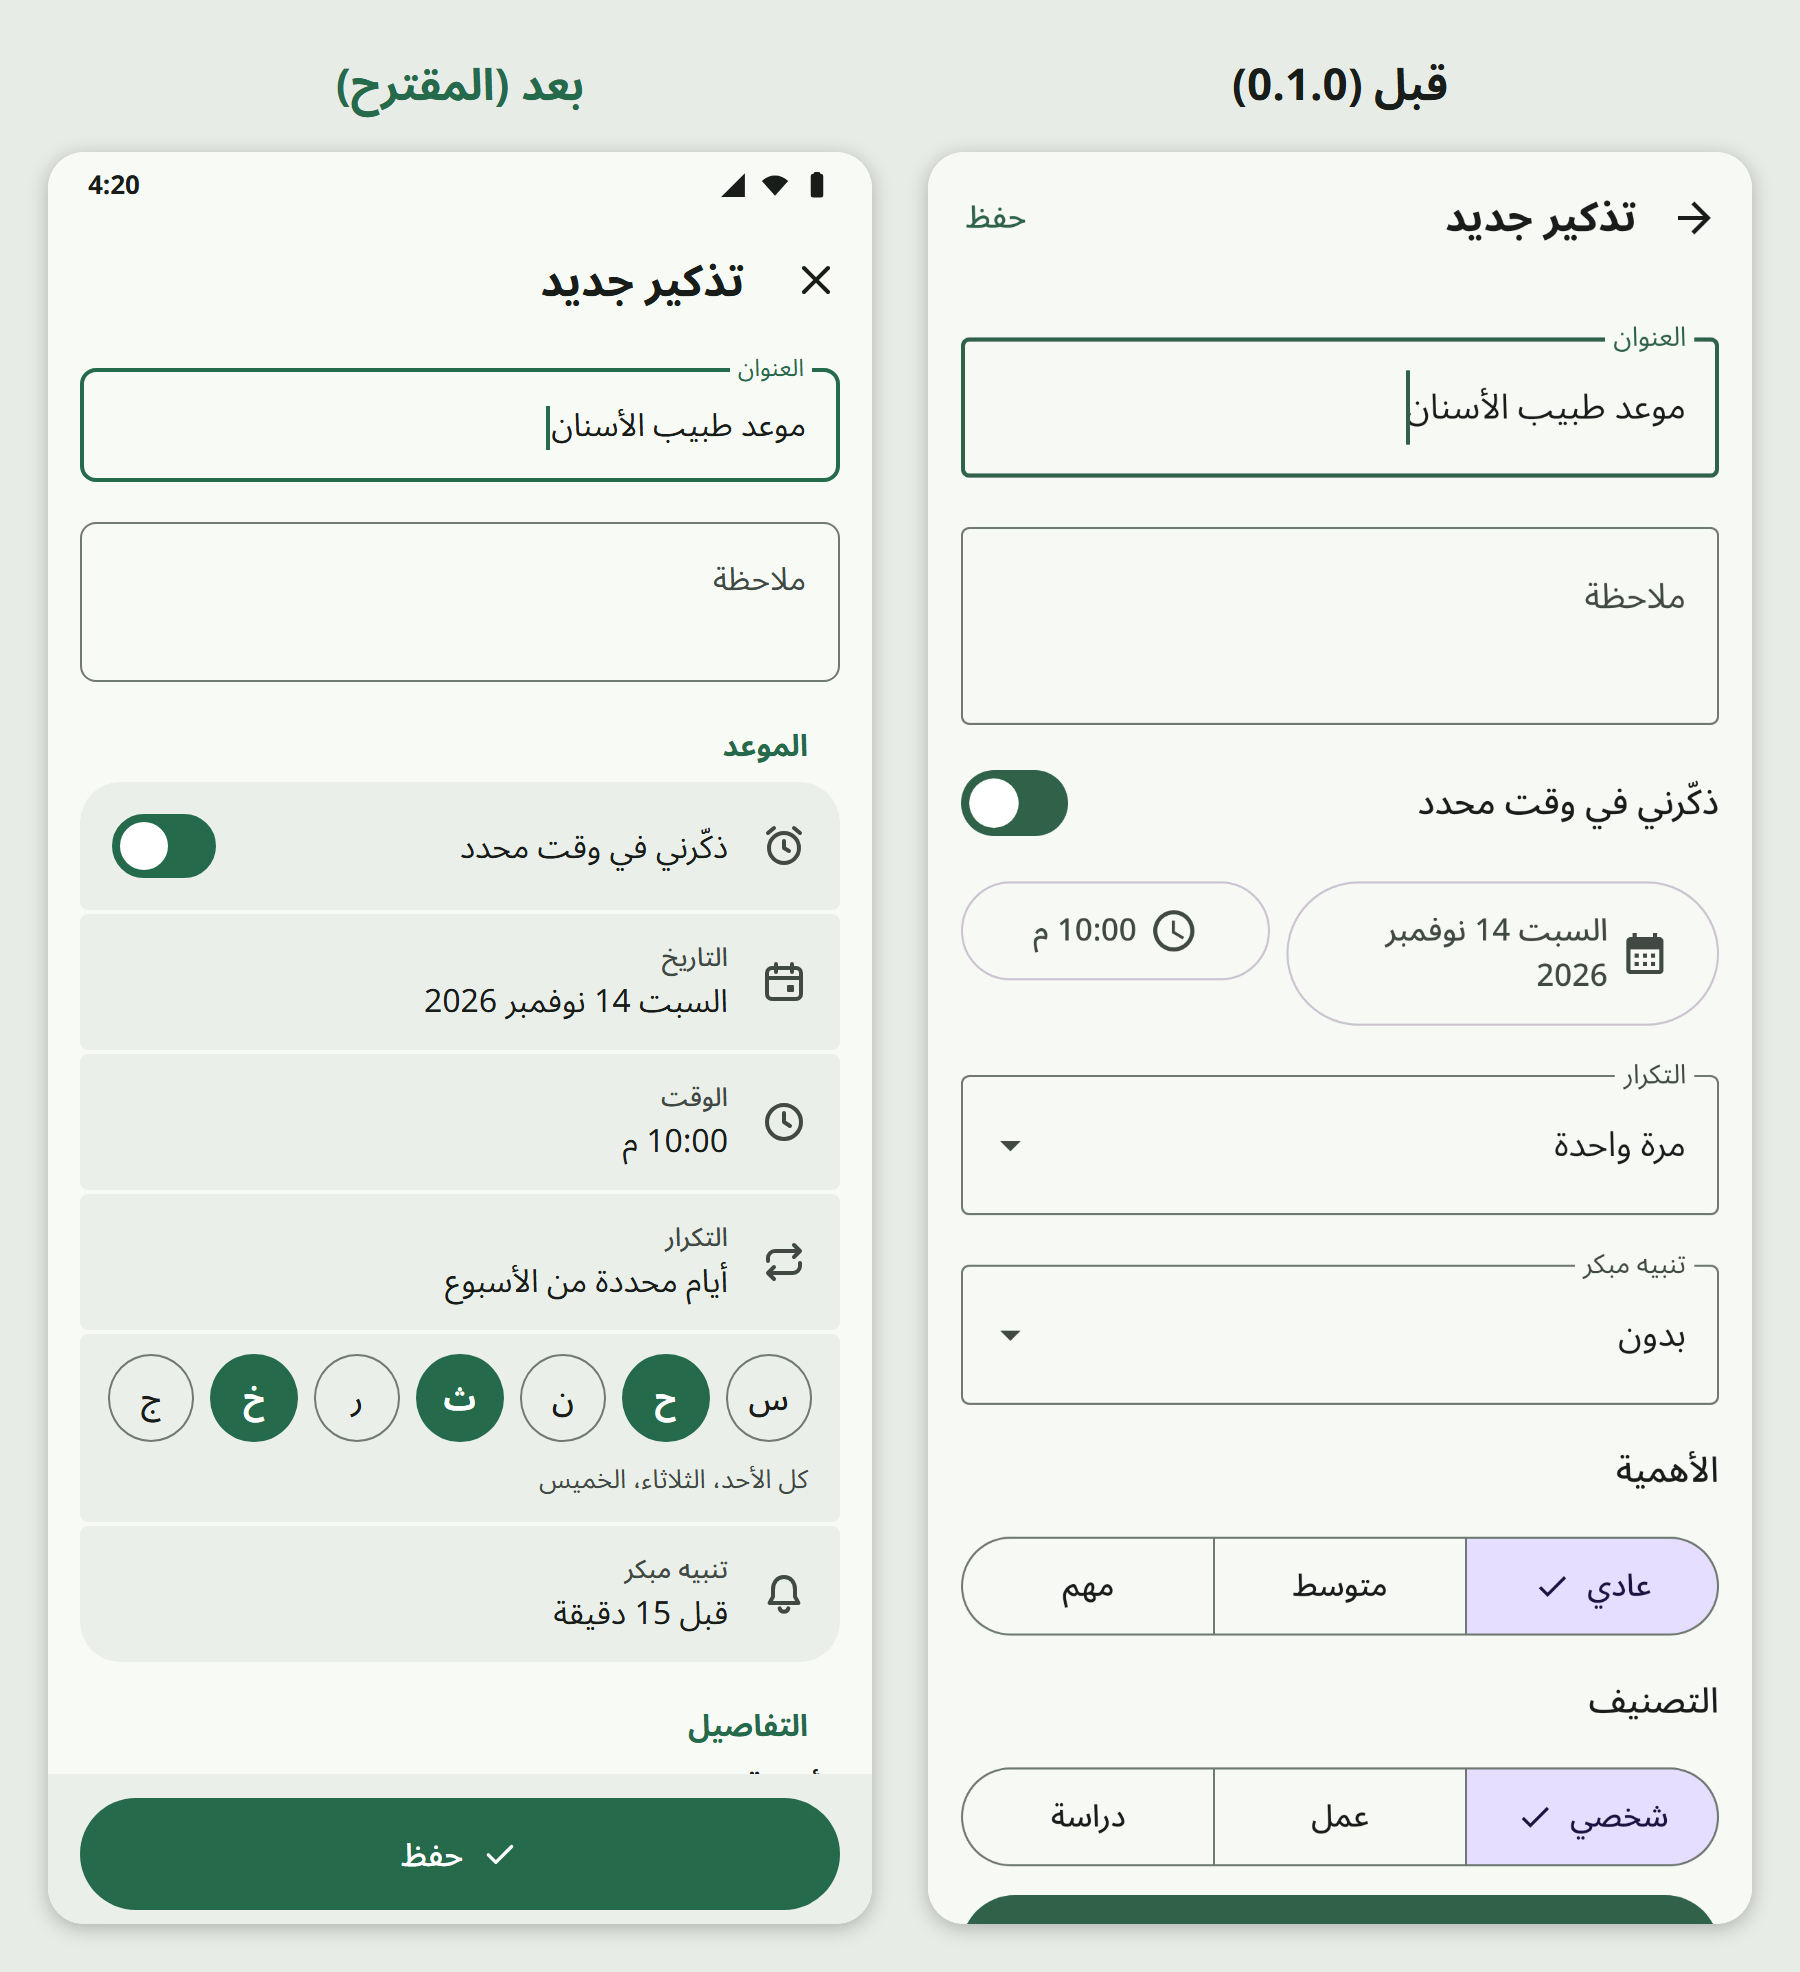 قبل (0.1.0)
تذكير جديد
حفظ
العنوان
موعد طبيب الأسنان
ملاحظة
ذكّرني في وقت محدد
السبت 14 نوفمبر
2026
10:00 م
التكرار
مرة واحدة
تنبيه مبكر
بدون
الأهمية
عادي
متوسط
مهم
التصنيف
شخصي
عمل
دراسة
بعد (المقترح)
4:20
تذكير جديد
العنوان
موعد طبيب الأسنان
ملاحظة
الموعد
ذكّرني في وقت محدد
التاريخ
السبت 14 نوفمبر 2026
الوقت
10:00 م
التكرار
أيام محددة من الأسبوع
س ح ن ث ر خ ج
كل الأحد، الثلاثاء، الخميس
تنبيه مبكر
قبل 15 دقيقة
التفاصيل
حفظ